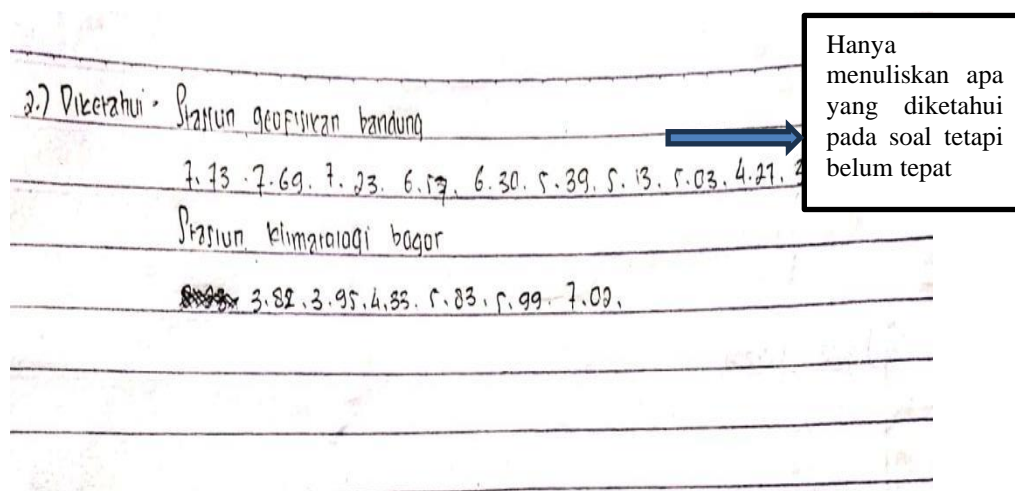 2.) Diketahui · Stasiun geofisikan bandung
7.73 . 7.69 . 7.23 . 6.57 . 6.30 . 5.39 . 5.13 . 5.03 . 4.27 .
Stasiun klimatologi bogor
3.82 . 3.95 . 4.33 . 5.83 . 5.99 - 7.02 .
Hanya
menuliskan apa
yang diketahui
pada soal tetapi
belum tepat